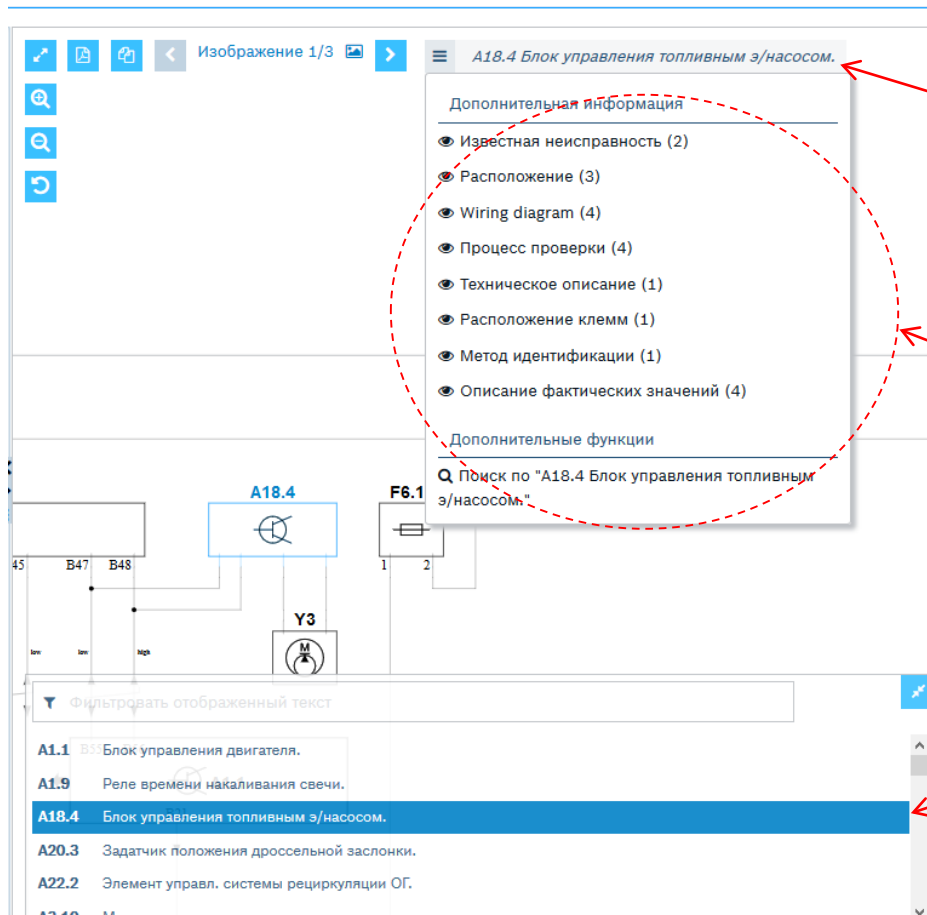 Изображение 1/3
A18.4 Блок управления топливным э/насосом.
Дополнительная информация
Известная неисправность (2)
Расположение (3)
Wiring diagram (4)
Процесс проверки (4)
Техническое описание (1)
Расположение клемм (1)
Метод идентификации (1)
Описание фактических значений (4)
Дополнительные функции
Поиск по "A18.4 Блок управления топливным
э/насосом."
A18.4 F6.1
45 B47 B48 1 2
Y3
M
low low high
Фильтровать отображенный текст
A1.1 Блок управления двигателя.
A1.9 Реле времени накаливания свечи.
A18.4 Блок управления топливным э/насосом.
A20.3 Задатчик положения дроссельной заслонки.
A22.2 Элемент управл. системы рециркуляции ОГ.